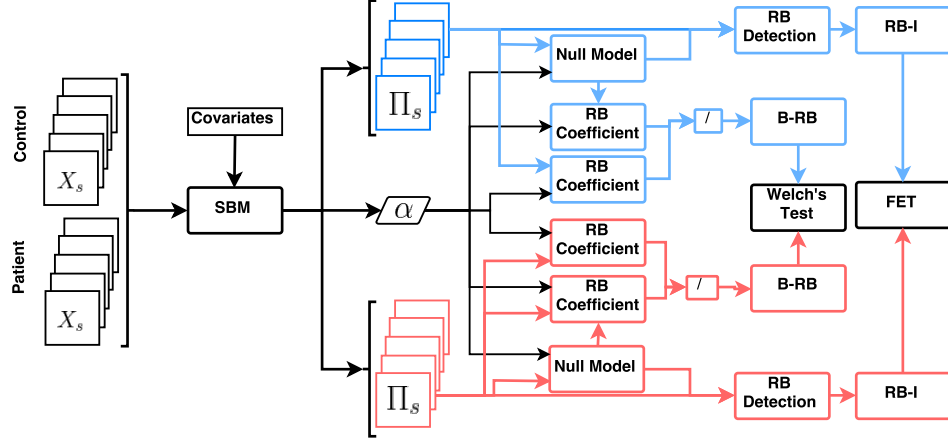 Control
X_s
Patient
X_s
Covariates
SBM
Π_s
α
Π_s
Null Model
RB
Coefficient
RB
Coefficient
RB
Coefficient
RB
Coefficient
Null Model
/
/
RB
Detection
RB-I
B-RB
Welch's
Test
FET
B-RB
RB
Detection
RB-I